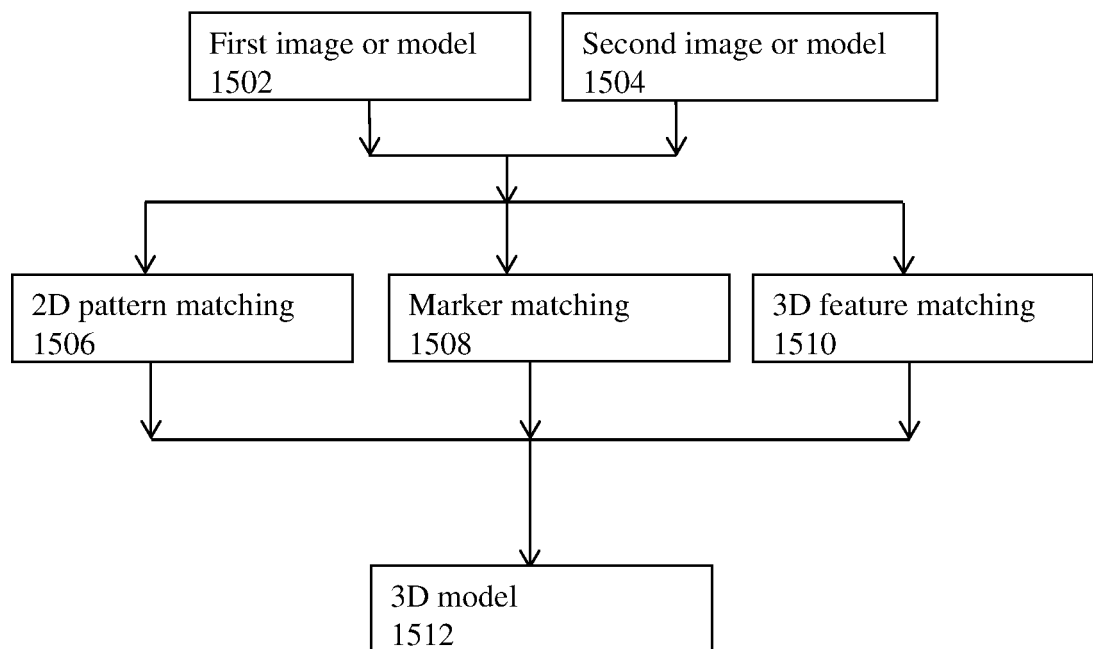 First image or model
1502
Second image or model
1504
2D pattern matching
1506
Marker matching
1508
3D feature matching
1510
3D model
1512